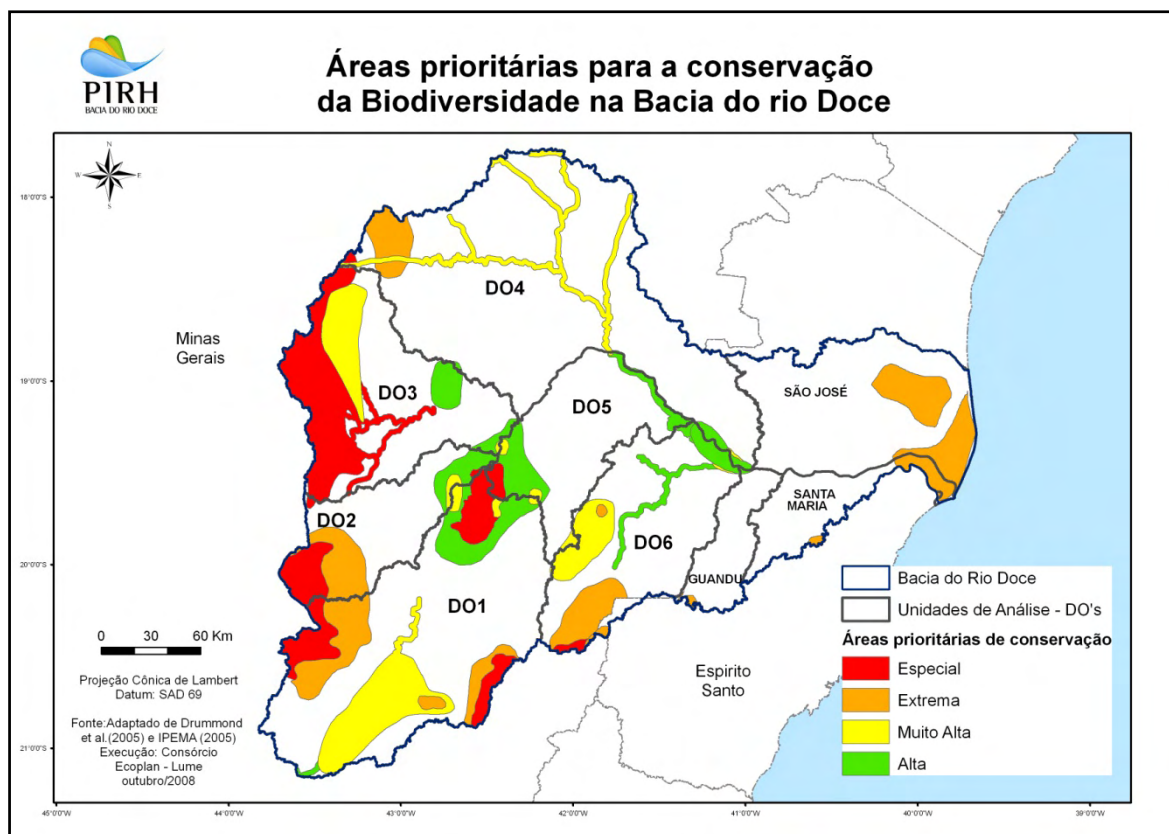 PIRH
BACIA DO RIO DOCE
Áreas prioritárias para a conservação
da Biodiversidade na Bacia do rio Doce
N
W
E
S
18°0'0"S
19°0'0"S
20°0'0"S
21°0'0"S
Minas
Gerais
DO4
DO3
DO5
SÃO JOSÉ
DO2
SANTA
MARIA
DO6
GUANDU
DO1
Espirito
Santo
0 30 60 Km
Projeção Cônica de Lambert
Datum: SAD 69
Fonte:Adaptado de Drummond
et al.(2005) e IPEMA (2005)
Execução: Consórcio
Ecoplan - Lume
outubro/2008
Bacia do Rio Doce
Unidades de Análise - DO's
Áreas prioritárias de conservação
Especial
Extrema
Muito Alta
Alta
45°0'0"W 44°0'0"W 43°0'0"W 42°0'0"W 41°0'0"W 40°0'0"W 39°0'0"W